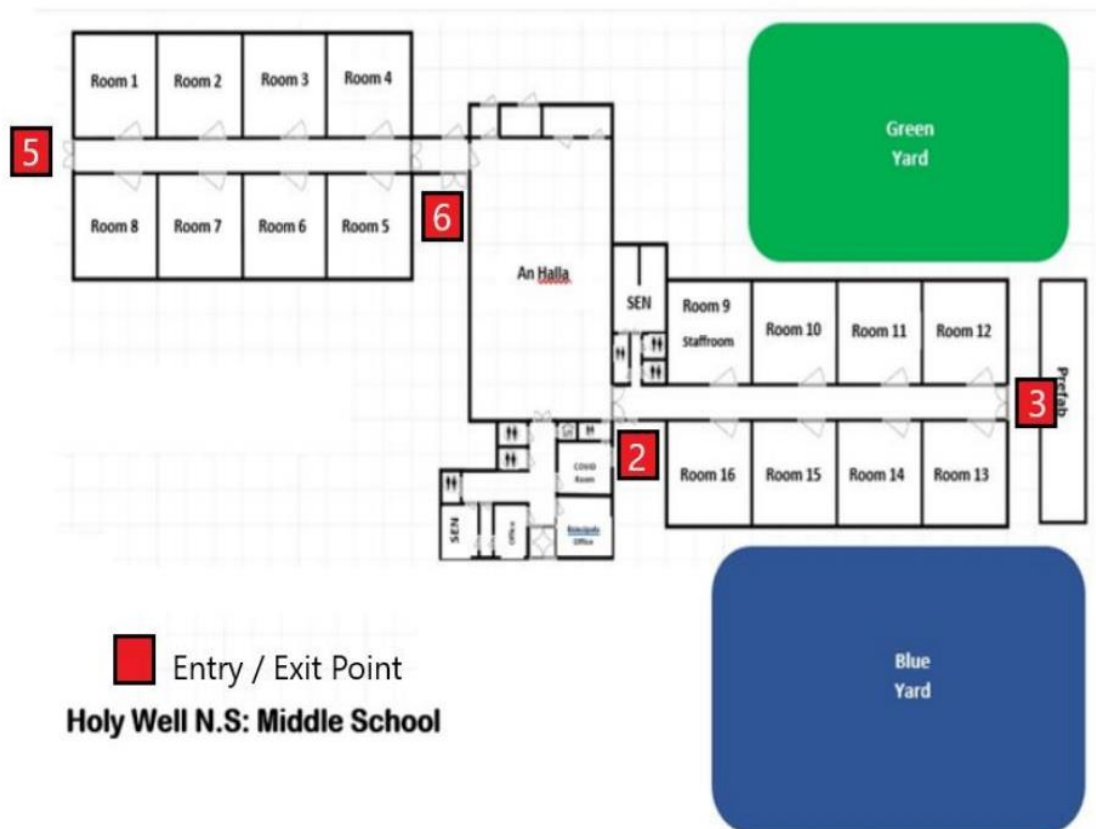 Room 1
Room 2
Room 3
Room 4
Green
Yard
5
6
Room 8
Room 7
Room 6
Room 5
An Halla
SEN
Room 9
Staffroom
Room 10
Room 11
Room 12
Prefab
3
2
COVID
Room
Room 16
Room 15
Room 14
Room 13
SEN
Office
Principals
Office
Blue
Yard
Entry / Exit Point
Holy Well N.S: Middle School